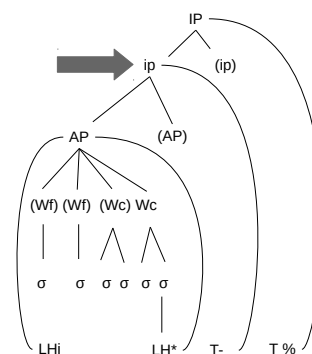 IP
ip (ip)
AP (AP)
(Wf) (Wf) (Wc) Wc
σ σ σ σ σ σ
LHi LH* T- T %